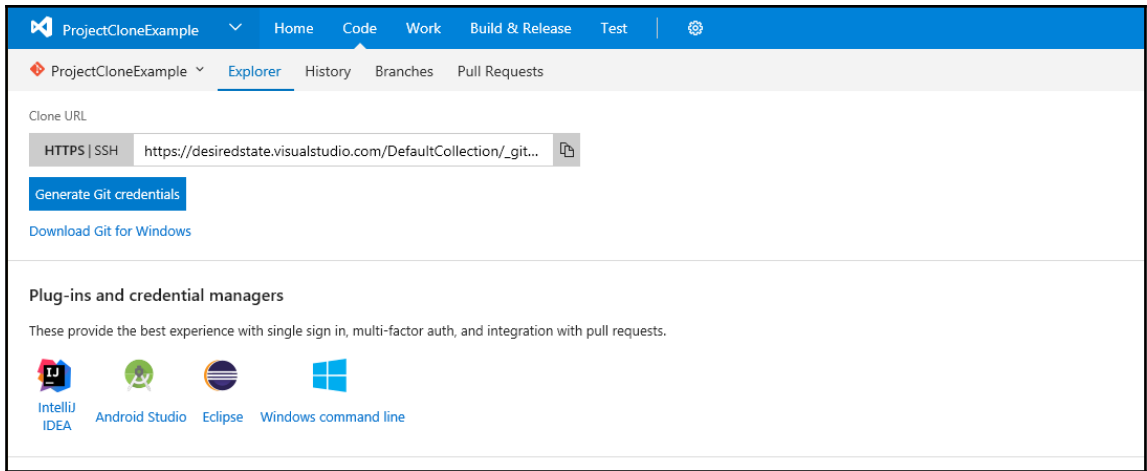 ProjectCloneExample Home Code Work Build & Release Test
ProjectCloneExample Explorer History Branches Pull Requests
Clone URL
HTTPS | SSH https://desiredstate.visualstudio.com/DefaultCollection/_git...
Generate Git credentials
Download Git for Windows
Plug-ins and credential managers
These provide the best experience with single sign in, multi-factor auth, and integration with pull requests.
IJ
IntelliJ
IDEA Android Studio Eclipse Windows command line